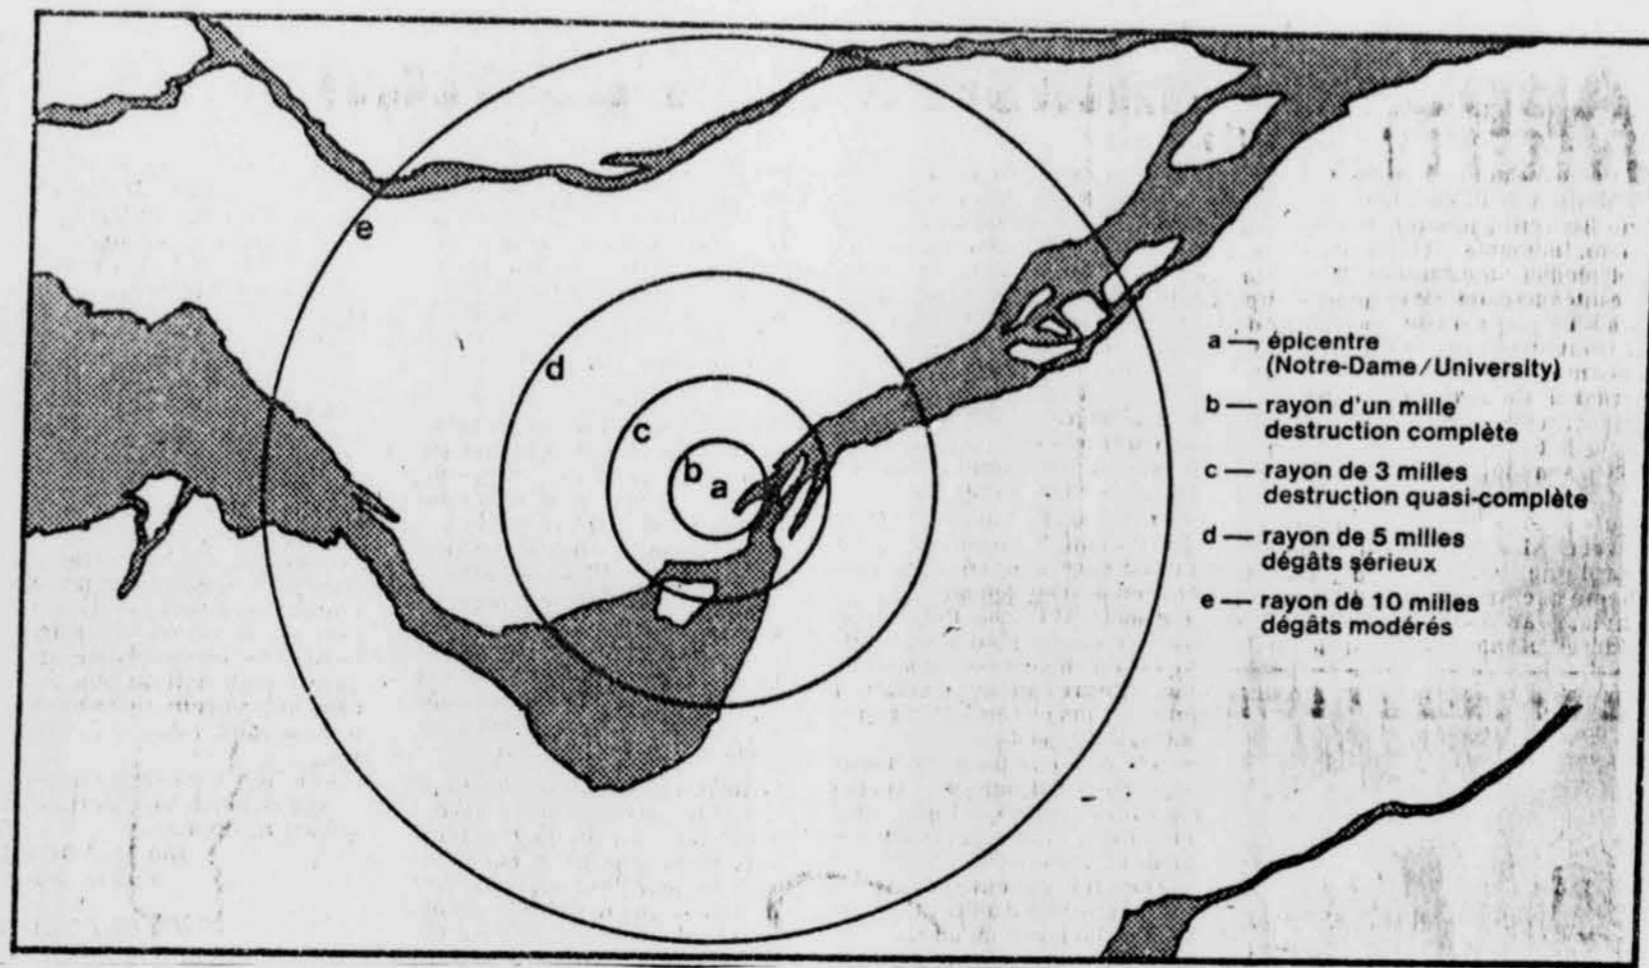 e
d
c
b
a
a — épicentre
(Notre-Dame/University)
b — rayon d'un mille
destruction complète
c — rayon de 3 milles
destruction quasi-complète
d — rayon de 5 milles
dégâts sérieux
e — rayon de 10 milles
dégâts modérés